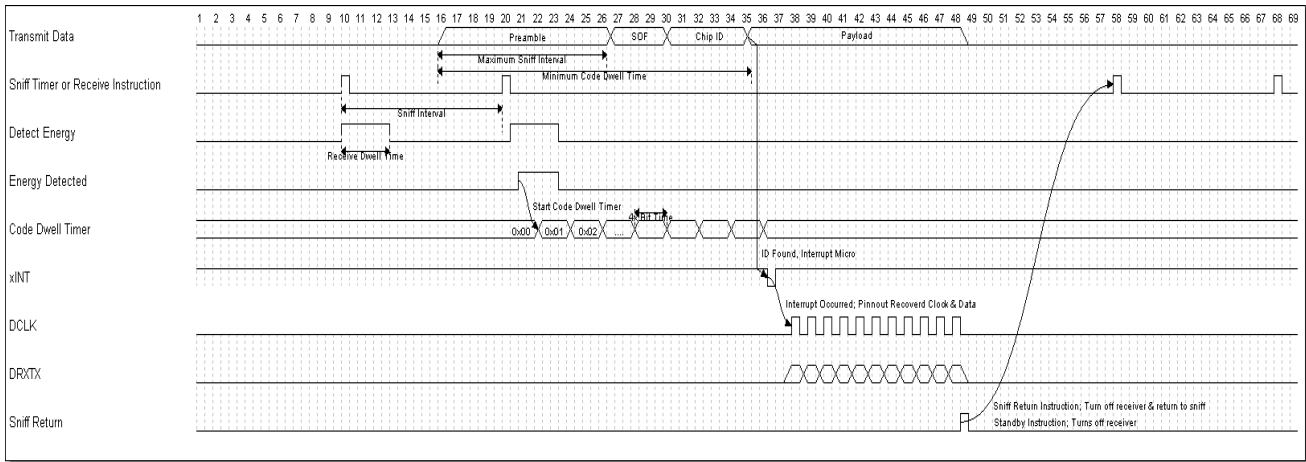 1 2 3 4 5 6 7 8 9 10 11 12 13 14 15 16 17 18 19 20 21 22 23 24 25 26 27 28 29 30 31 32 33 34 35 36 37 38 39 40 41 42 43 44 45 46 47 48 49 50 51 52 53 54 55 56 57 58 59 60 61 62 63 64 65 66 67 68 69
Transmit Data
Preamble
SOF
Chip ID
Payload
Maximum Sniff Interval
Minimum Code Dwell Time
Sniff Timer or Receive Instruction
Sniff Interval
Detect Energy
Receive Dwell Time
Energy Detected
Start Code Dwell Timer
4x Bit Time
Code Dwell Timer
0x00 0x01 0x02 ....
ID Found, Interrupt Micro
xINT
Interrupt Occurred; Pinnout Recoverd Clock & Data
DCLK
DRXTX
Sniff Return
Sniff Return Instruction; Turn off receiver & return to sniff
Standby Instruction; Turns off receiver